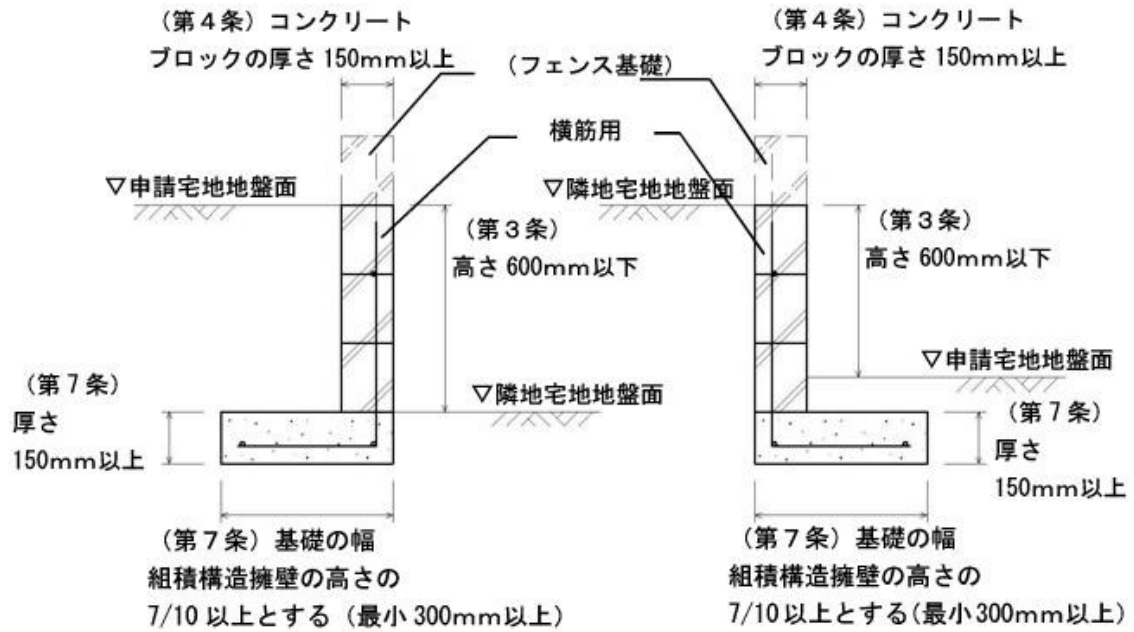 （第４条）コンクリート
ブロックの厚さ 150mm以上
（フェンス基礎）
横筋用
▽申請宅地地盤面
（第３条）
高さ 600mm以下
（第７条）
厚さ
150mm以上
▽隣地宅地地盤面
（第７条）基礎の幅
組積構造擁壁の高さの
7/10 以上とする（最小 300mm以上）
（第４条）コンクリート
ブロックの厚さ 150mm以上
▽隣地宅地地盤面
（第３条）
高さ 600mm以下
▽申請宅地地盤面
（第７条）
厚さ
150mm以上
（第７条）基礎の幅
組積構造擁壁の高さの
7/10 以上とする（最小 300mm以上）